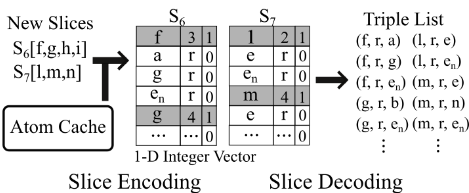 New Slices
S₆[f,g,h,i]
S₇[l,m,n]
Atom Cache
S₆
f 3 1
a r 0
g r 0
eₙ r 0
g 4 1
... ... 0
S₇
l 2 1
e r 0
eₙ r 0
m 4 1
e r 0
... ... 0
1-D Integer Vector
Triple List
(f, r, a) (l, r, e)
(f, r, g) (l, r, eₙ)
(f, r, eₙ) (m, r, e)
(g, r, b) (m, r, n)
(g, r, eₙ) (m, r, eₙ)
⋮ ⋮
Slice Encoding
Slice Decoding